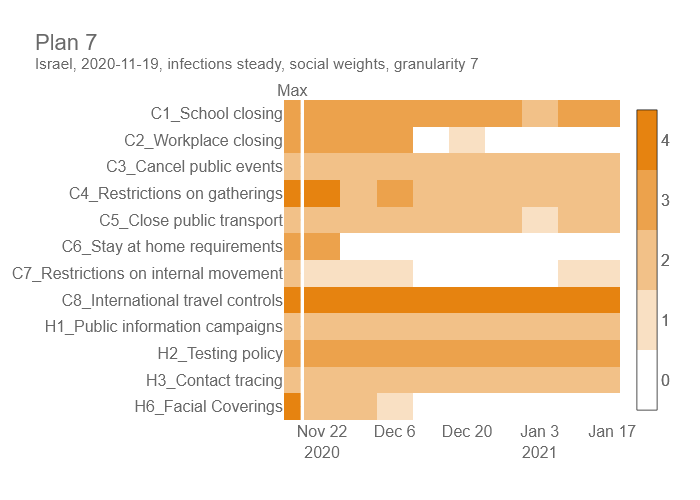 Plan 7
Israel, 2020-11-19, infections steady, social weights, granularity 7
Max
C1_School closing
C2_Workplace closing
C3_Cancel public events
C4_Restrictions on gatherings
C5_Close public transport
C6_Stay at home requirements
C7_Restrictions on internal movement
C8_International travel controls
H1_Public information campaigns
H2_Testing policy
H3_Contact tracing
H6_Facial Coverings
4
3
2
1
0
Nov 22 Dec 6 Dec 20 Jan 3 Jan 17
2020 2021